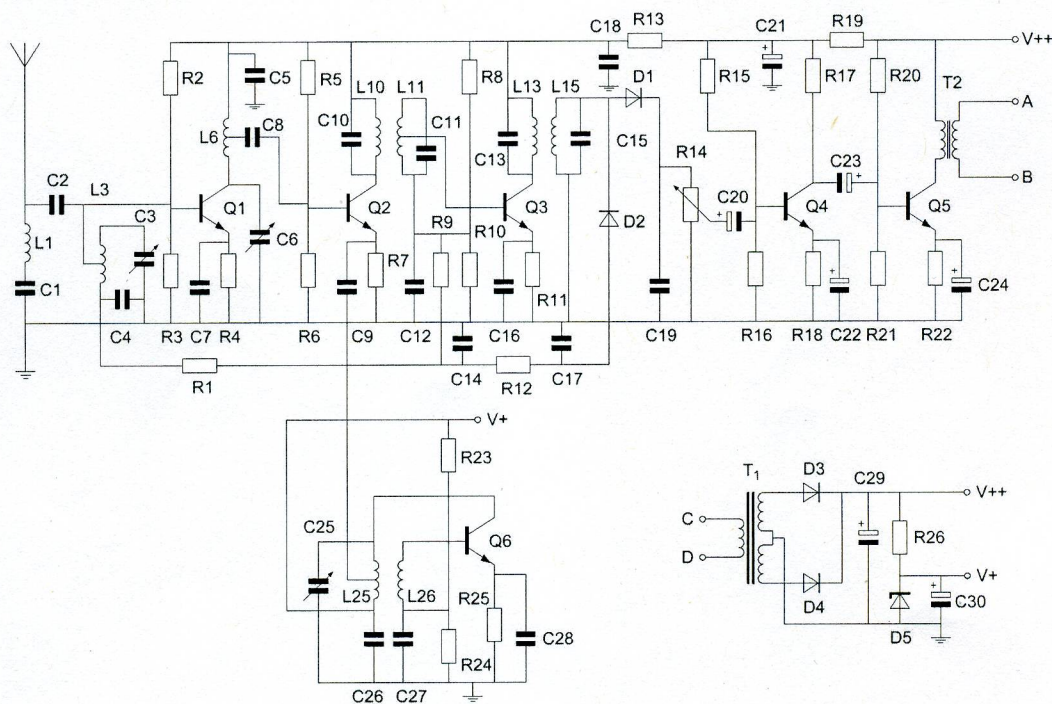 C18
R13
C21
R19
V++
R2
C5
R5
L10
L11
R8
L13
L15
D1
R15
R17
R20
T2
A
C8
L6
C10
C11
C13
C15
R14
C23
+
B
C2
L3
Q1
Q2
Q3
C20
+
Q4
Q5
C3
C6
R9
R10
D2
L1
R7
R11
C1
C24
C4
R3
C7
R4
R6
C9
C12
C14
C16
C17
C19
R16
R18
C22
R21
R22
R1
R12
V+
R23
T1
D3
C29
V++
C25
Q6
C
D
R26
L25
L26
R25
D4
V+
C28
R24
D5
C30
C26
C27
+
+
+
+
+